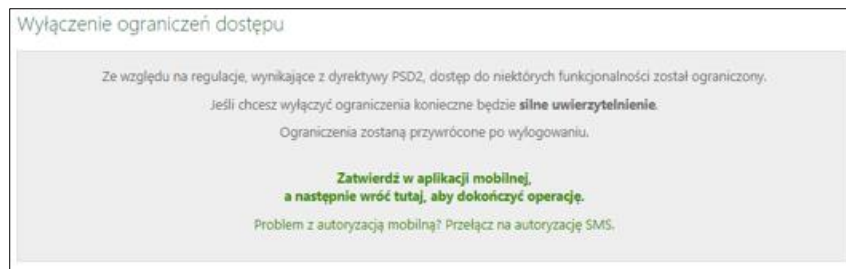 Wyłączenie ograniczeń dostępu
Ze względu na regulacje, wynikające z dyrektywy PSD2, dostęp do niektórych funkcjonalności został ograniczony.
Jeśli chcesz wyłączyć ograniczenia konieczne będzie silne uwierzytelnienie.
Ograniczenia zostaną przywrócone po wylogowaniu.
Zatwierdź w aplikacji mobilnej,
a następnie wróć tutaj, aby dokończyć operację.
Problem z autoryzacją mobilną? Przełącz na autoryzację SMS.